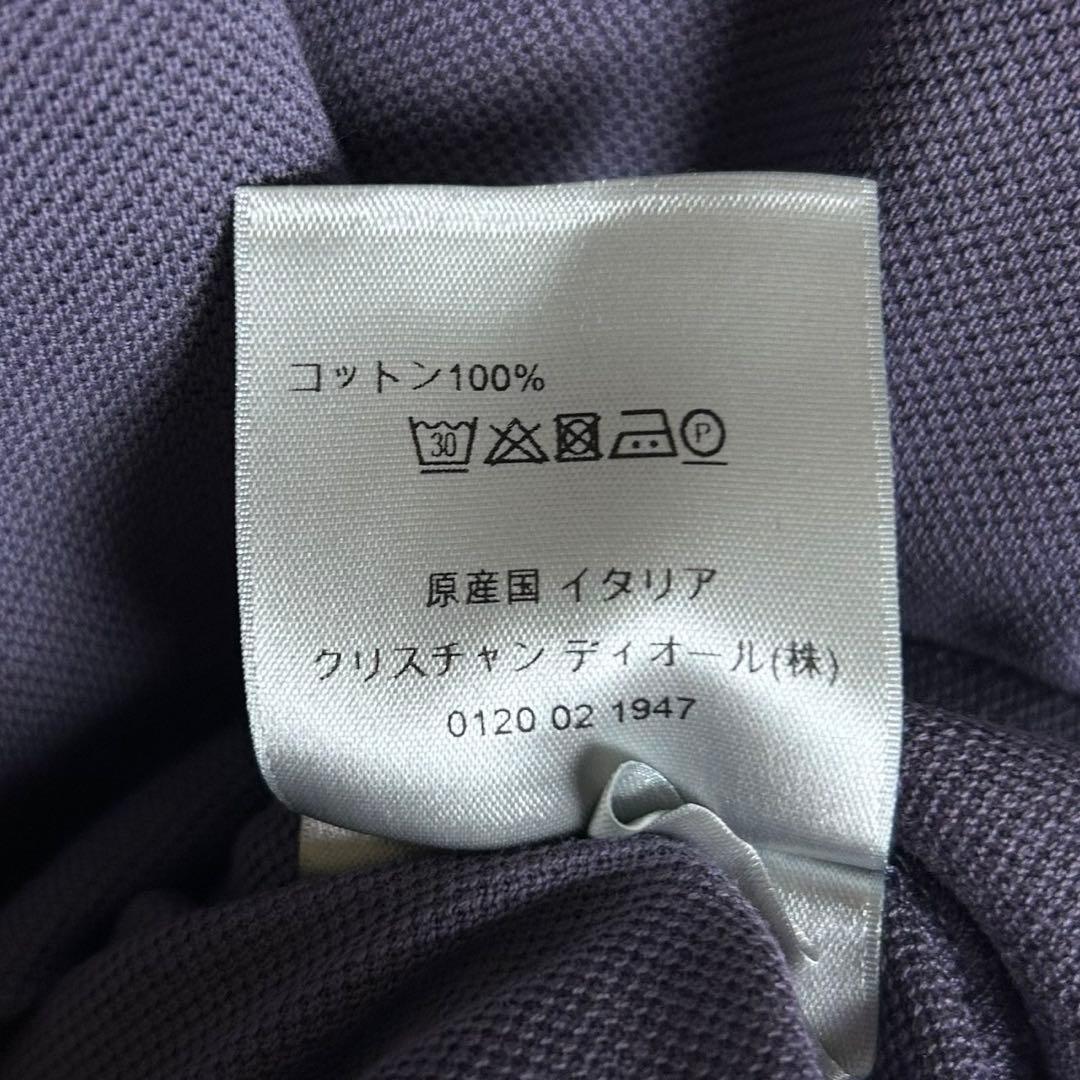 コットン100%
30 P
原産国 イタリア
クリスチャン ディオール(株)
0120 02 1947